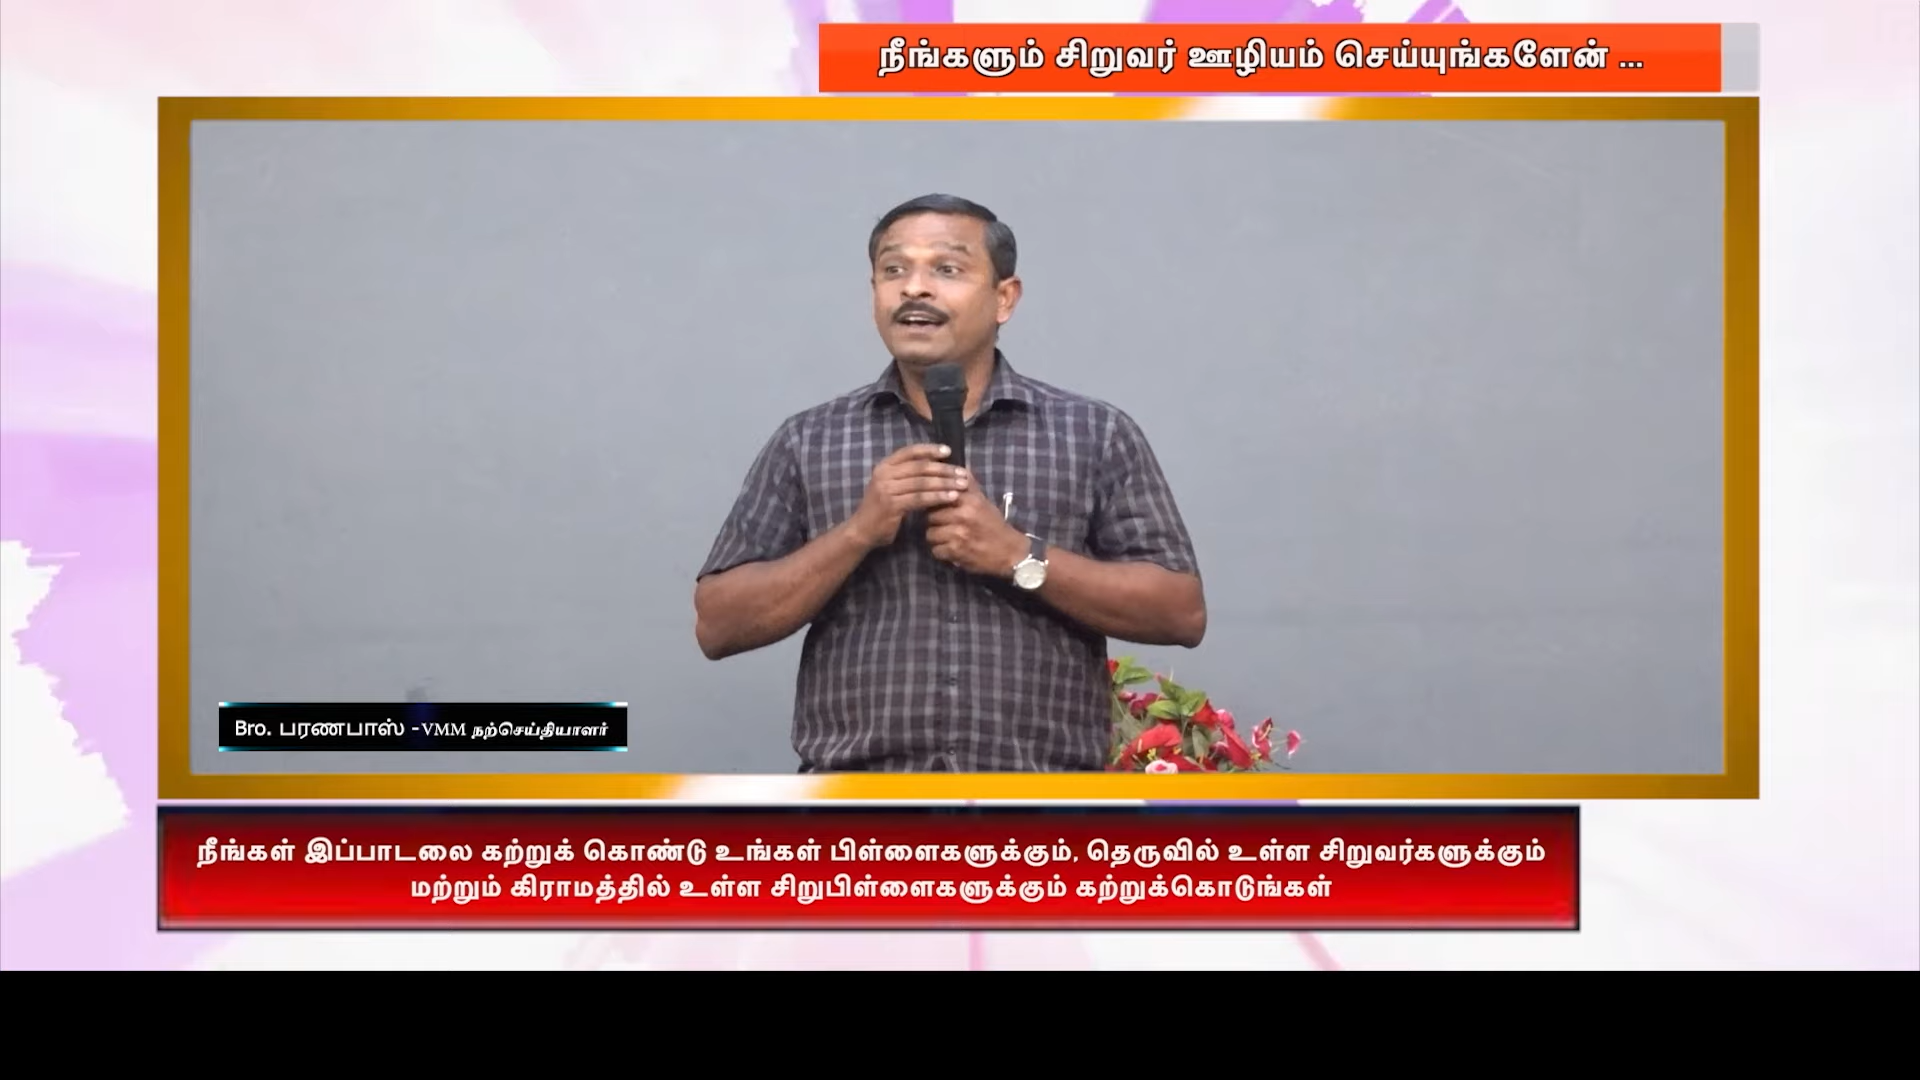 நீங்களும் சிறுவர் ஊழியம் செய்யுங்களேன் ...
Bro. பரணபாஸ் -VMM நற்செய்தியாளர்
நீங்கள் இப்பாடலை கற்றுக் கொண்டு உங்கள் பிள்ளைகளுக்கும், தெருவில் உள்ள சிறுவர்களுக்கும்
மற்றும் கிராமத்தில் உள்ள சிறுபிள்ளைகளுக்கும் கற்றுக்கொடுங்கள்